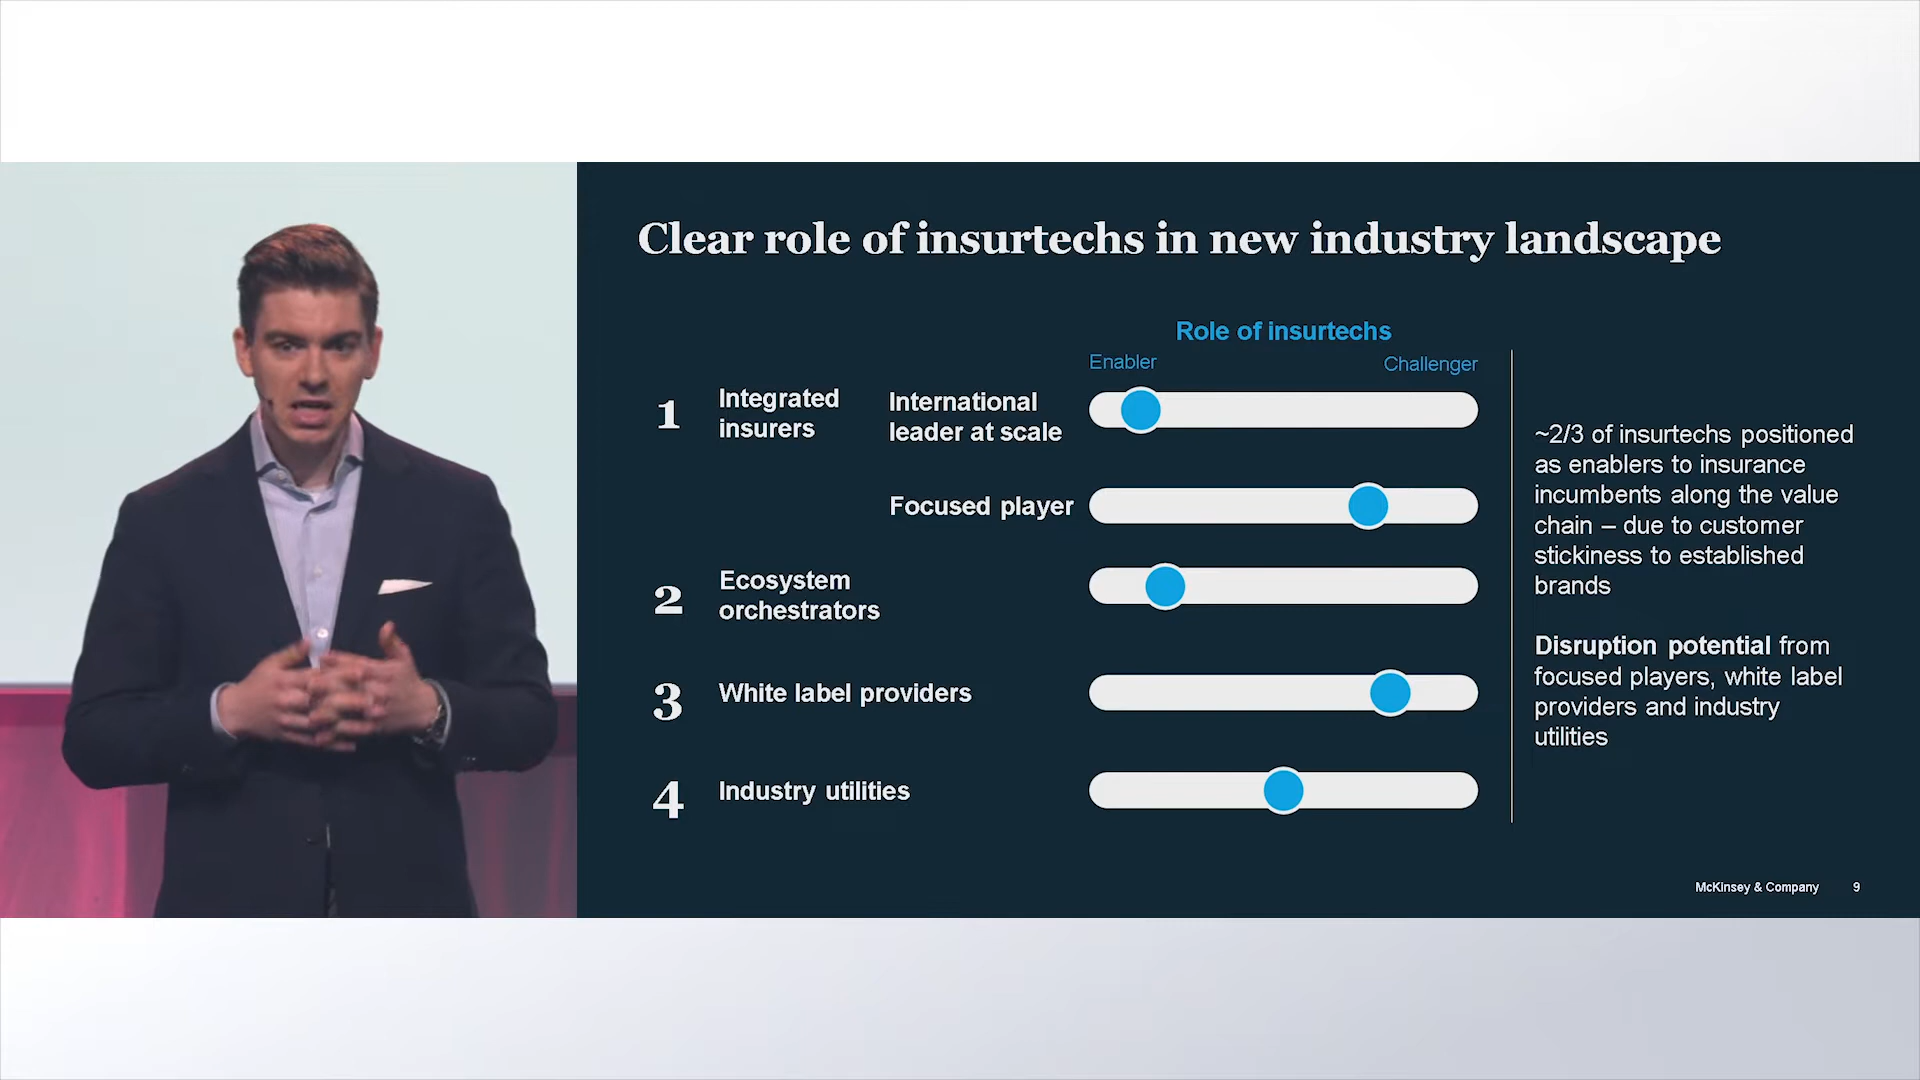 Clear role of insurtechs in new industry landscape
Role of insurtechs
Enabler
Challenger
1
Integrated
insurers
International
leader at scale
Focused player
2
Ecosystem
orchestrators
3
White label providers
4
Industry utilities
~2/3 of insurtechs positioned
as enablers to insurance
incumbents along the value
chain – due to customer
stickiness to established
brands
Disruption potential from
focused players, white label
providers and industry
utilities
McKinsey & Company
9